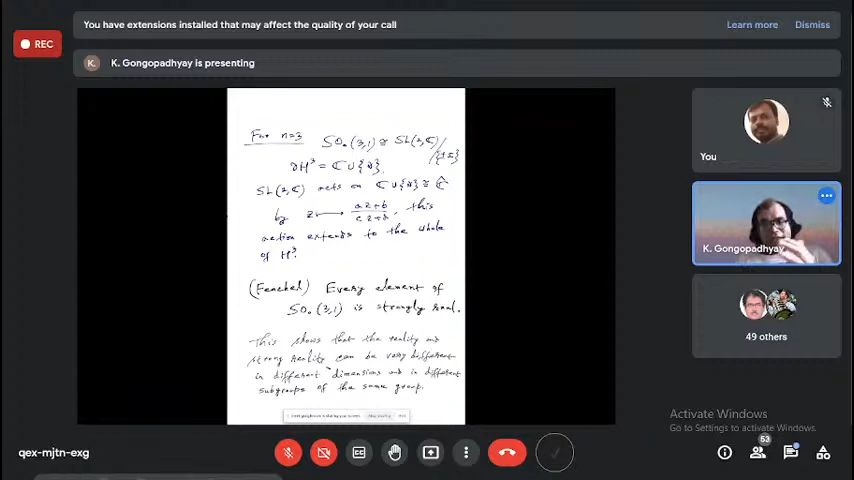 You have extensions installed that may affect the quality of your call
Learn more
Dismiss
REC
K.
K. Gongopadhyay is presenting
For n=3 SO₀(3,1) ≅ SL(2,ℂ)/{±I}
∂H³ = ℂ ∪ {∞}.
SL(2,ℂ) acts on ℂ ∪ {∞} ≅ Ĉ
by z ↦ (az+b)/(cz+d), this
action extends to the whole
of H³.
(Fenchel) Every element of
SO₀(3,1) is strongly real.
This shows that the reality and
strong reality can be very different
in different dimensions and in different
subgroups of the same group.
You
K. Gongopadhyay
49 others
Activate Windows
Go to Settings to activate Windows.
qex-mjtn-exg
63